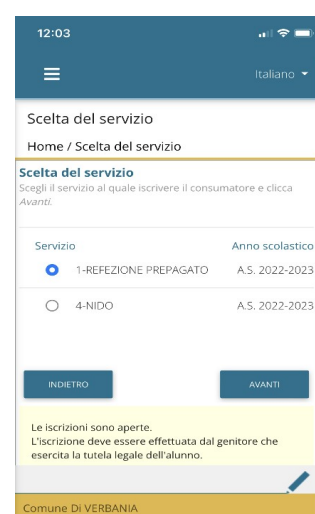 12:03
Italiano
Scelta del servizio
Home / Scelta del servizio
Scelta del servizio
Scegli il servizio al quale iscrivere il consumatore e clicca
Avanti.
Servizio Anno scolastico
1-REFEZIONE PREPAGATO A.S. 2022-2023
4-NIDO A.S. 2022-2023
INDIETRO AVANTI
Le iscrizioni sono aperte.
L'iscrizione deve essere effettuata dal genitore che
esercita la tutela legale dell'alunno.
Comune Di VERBANIA